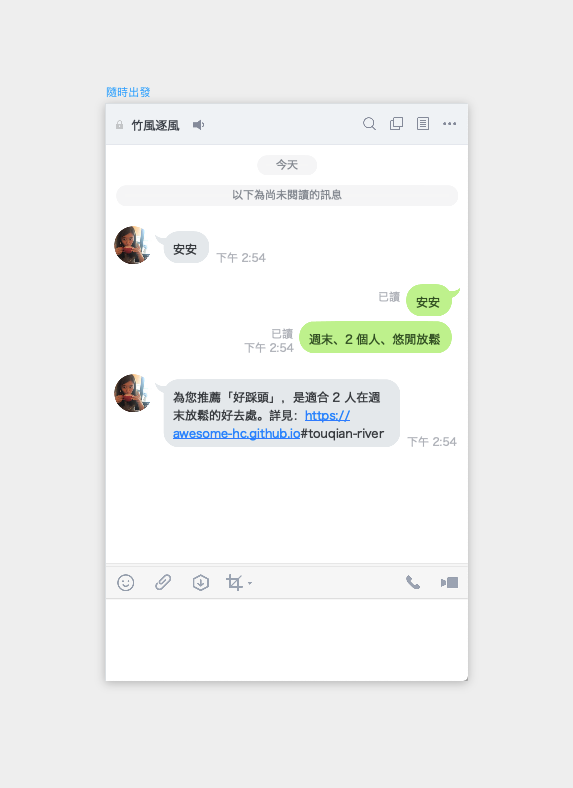 隨時出發
竹風逐風
今天
以下為尚未閱讀的訊息
安安
下午 2:54
已讀
安安
已讀
下午 2:54
週末、2 個人、悠閒放鬆
為您推薦「好踩頭」，是適合 2 人在週
末放鬆的好去處。詳見：https://
awesome-hc.github.io#touqian-river
下午 2:54